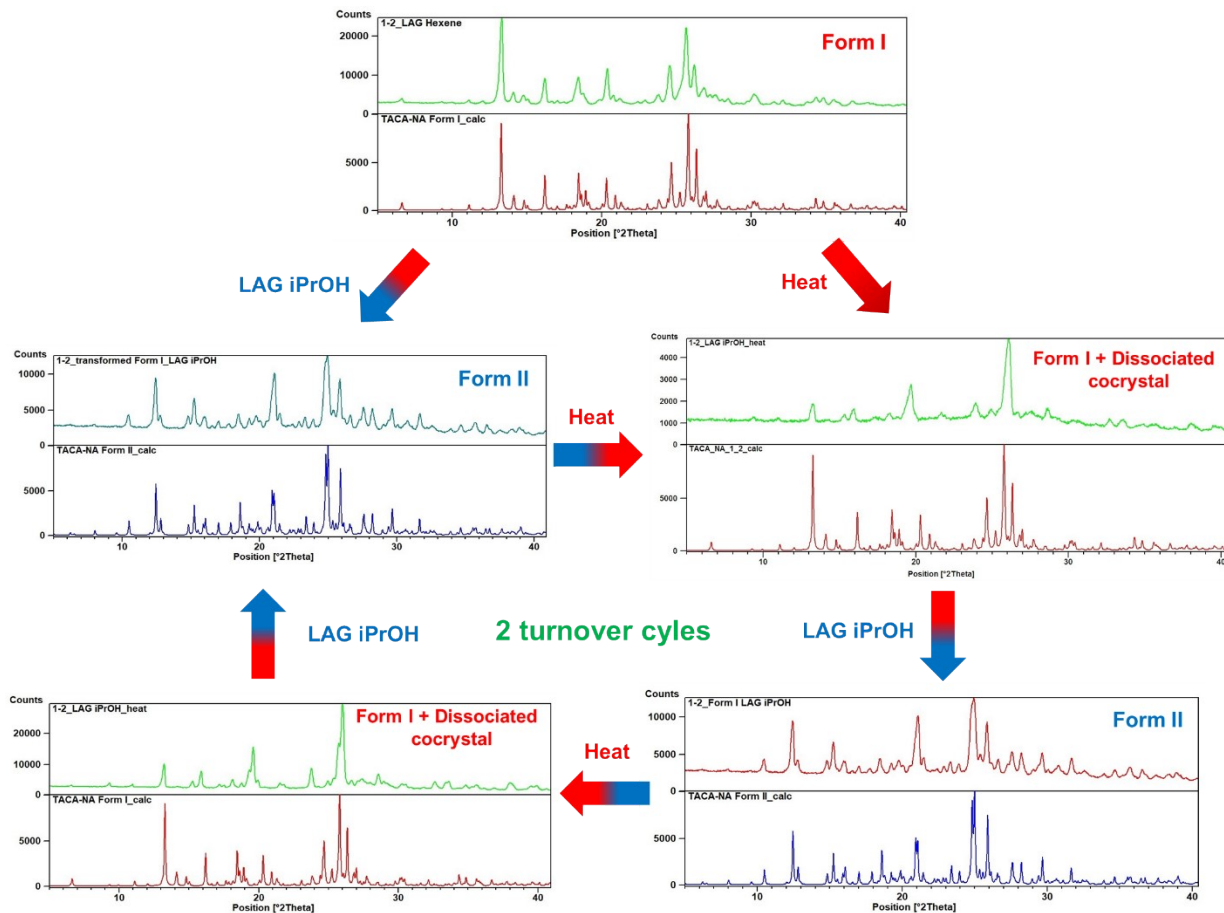 Counts
1-2_LAG Hexene
Form I
20000
10000
0
TACA-NA Form I_calc
5000
0
10
20
30
40
Position [°2Theta]
LAG iPrOH
Heat
Counts
1-2_transformed Form I_LAG iPrOH
Form II
10000
5000
0
TACA-NA Form II_calc
5000
0
10
20
30
40
Position [°2Theta]
Heat
Counts
1-2_LAG iPrOH_heat
Form I + Dissociated
cocrystal
4000
3000
2000
1000
0
TACA_NA_1_2_calc
5000
0
10
20
30
40
Position [°2Theta]
LAG iPrOH
2 turnover cyles
LAG iPrOH
Counts
1-2_LAG iPrOH_heat
Form I + Dissociated
cocrystal
20000
10000
0
TACA-NA Form I_calc
5000
0
10
20
30
40
Position [°2Theta]
Heat
Counts
1-2_Form I LAG iPrOH
Form II
10000
5000
0
TACA-NA Form II_calc
5000
0
10
20
30
40
Position [°2Theta]